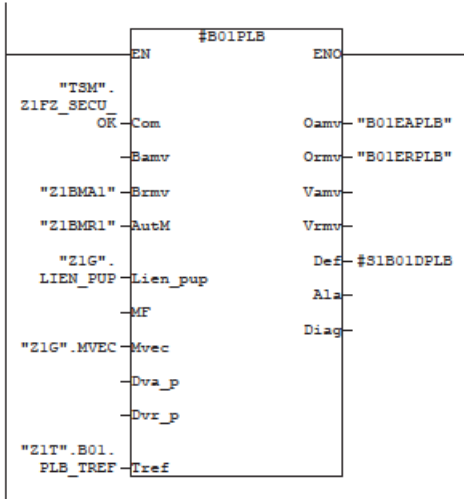 #B01PLB
EN ENO
"TSM".
Z1FZ_SECU_
OK Com Oamv "B01EAPLB"
Bamv Ormv "B01ERPLB"
"Z1BMA1" Brmv Vamv
"Z1BMR1" AutM Vrmv
"Z1G". Def #S1B01DPLB
LIEN_PUP Lien_pup
Ala
MF
Diag
"Z1G".MVEC Mvec
Dva_p
Dvr_p
"Z1T".B01.
PLB_TREF Tref